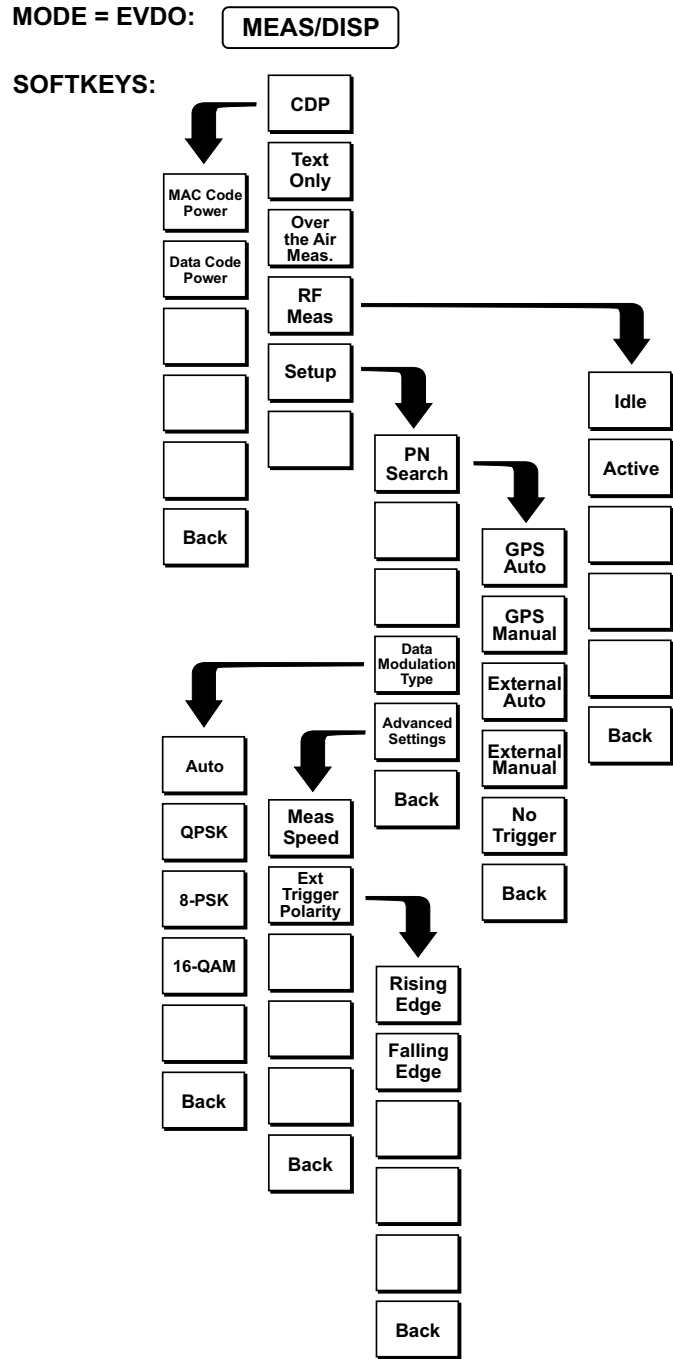 MODE = EVDO:
MEAS/DISP
SOFTKEYS:
CDP
Text
Only
Over
the Air
Meas.
RF
Meas
Setup
MAC Code
Power
Data Code
Power
Back
Idle
Active
Back
PN
Search
Data
Modulation
Type
Advanced
Settings
Back
GPS
Auto
GPS
Manual
External
Auto
External
Manual
No
Trigger
Back
Auto
QPSK
8-PSK
16-QAM
Back
Meas
Speed
Ext
Trigger
Polarity
Back
Rising
Edge
Falling
Edge
Back